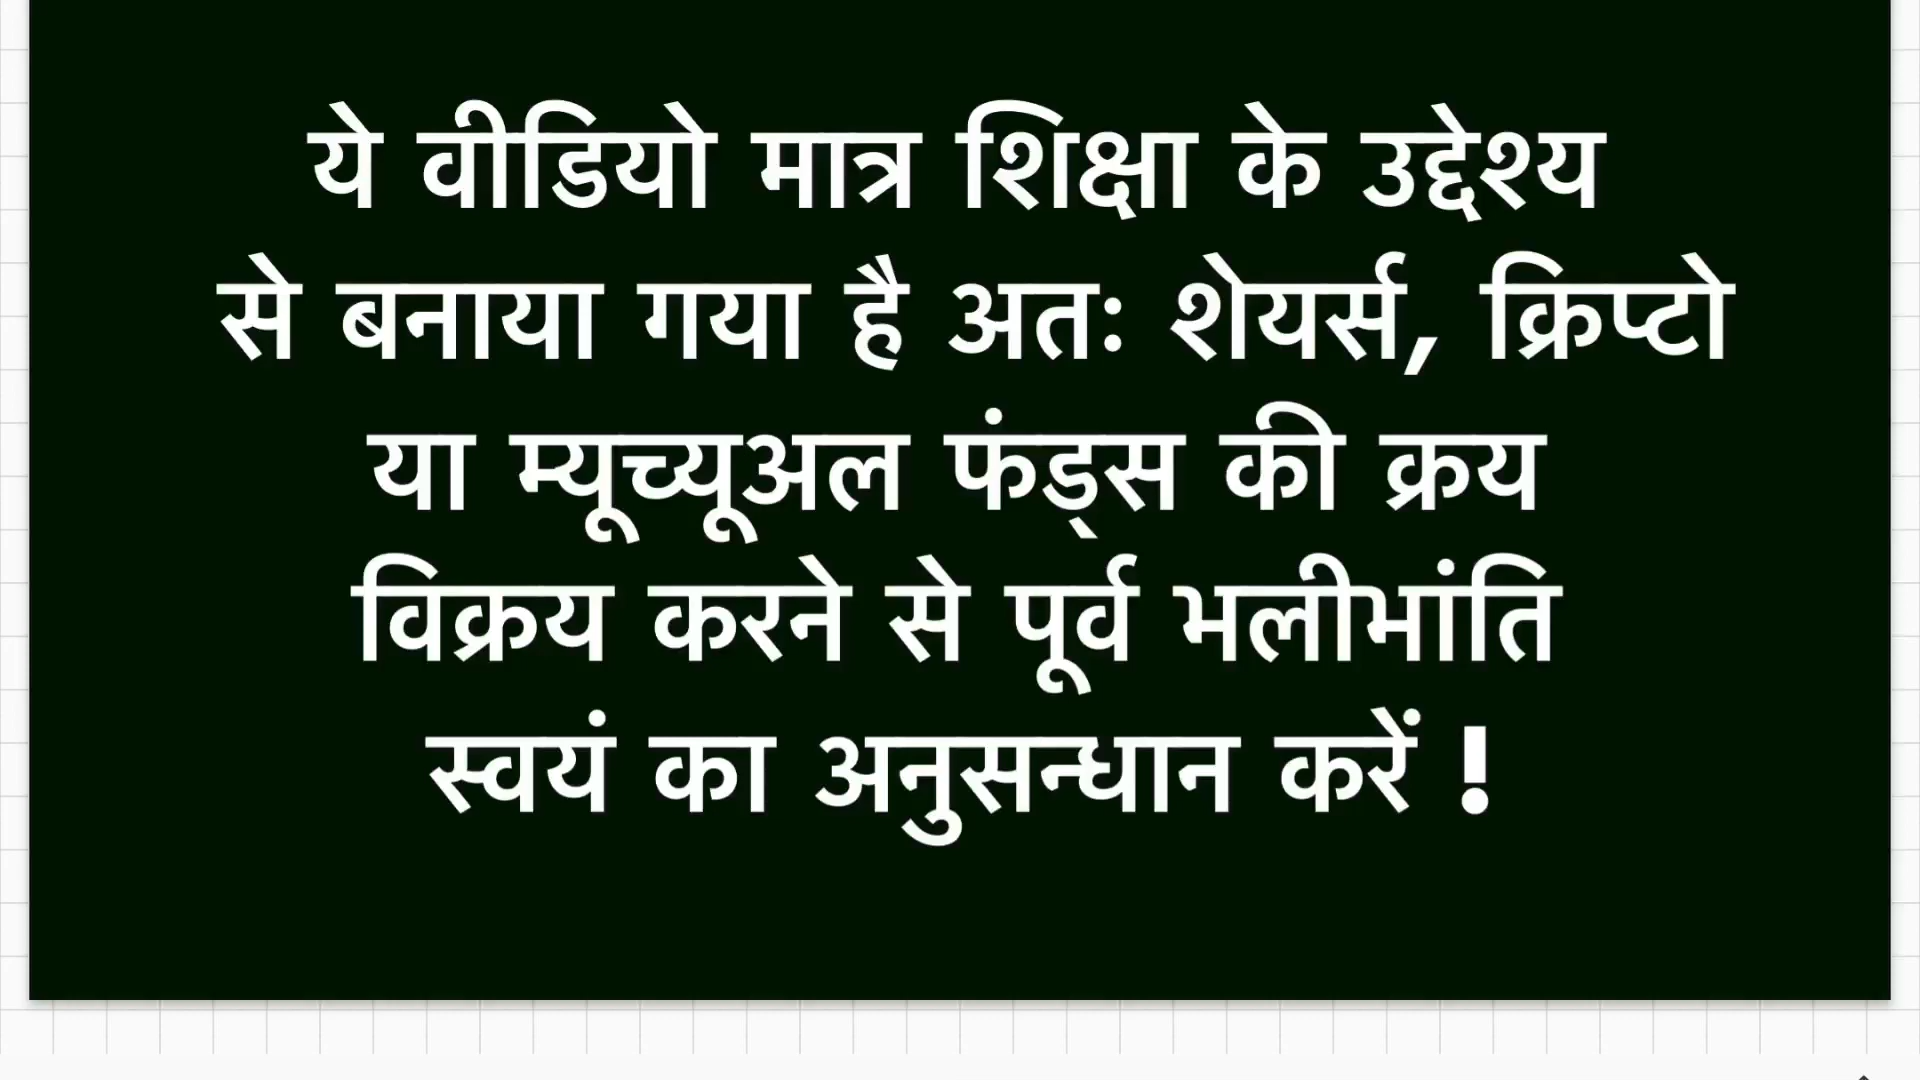 ये वीडियो मात्र शिक्षा के उद्देश्य
से बनाया गया है अतः शेयर्स, क्रिप्टो
या म्यूच्यूअल फंड्स की क्रय
विक्रय करने से पूर्व भलीभांति
स्वयं का अनुसन्धान करें !